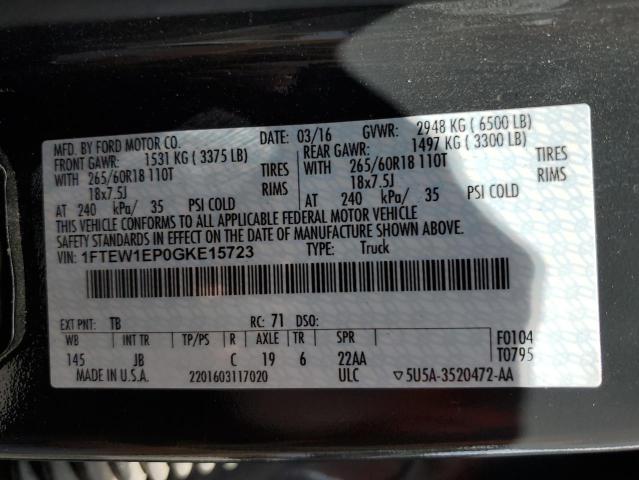 MFD. BY FORD MOTOR CO. DATE: 03/16 GVWR: 2948 KG ( 6500 LB)
FRONT GAWR: 1531 KG ( 3375 LB) REAR GAWR: 1497 KG ( 3300 LB)
WITH 265/60R18 110T TIRES WITH 265/60R18 110T TIRES
18x7.5J RIMS 18x7.5J RIMS
AT 240 kPa/ 35 PSI COLD AT 240 kPa/ 35 PSI COLD
THIS VEHICLE CONFORMS TO ALL APPLICABLE FEDERAL MOTOR VEHICLE
SAFETY STANDARDS IN EFFECT ON THE DATE OF MANUFACTURE SHOWN ABOVE.
VIN: 1FTEW1EP0GKE15723 TYPE: Truck
EXT PNT: TB RC: 71 DSO:
WB INT TR TP/PS R AXLE TR SPR F0104
145 JB C 19 6 22AA T0795
MADE IN U.S.A. 2201603117020 ULC ▽5U5A-3520472-AA